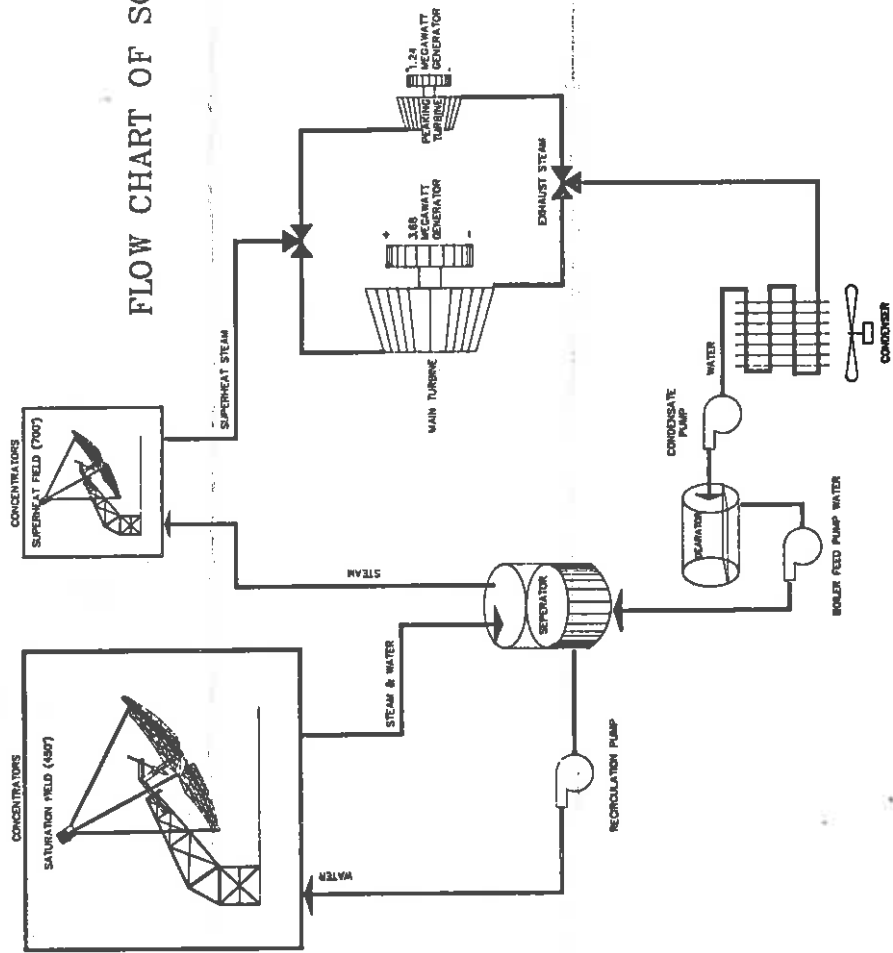 FLOW CHART OF
CONCENTRATORS
SUPERHEAT FIELD (700°)
CONCENTRATORS
SATURATION FIELD (450°)
SUPERHEAT STEAM
STEAM
STEAM & WATER
WATER
SEPERATOR
RECIRCULATION PUMP
MAIN TURBINE
+
3.68
MEGAWATT
GENERATOR
-
PEAKING
TURBINE
+
1.24
MEGAWATT
GENERATOR
-
EXHAUST STEAM
CONDENSATE
PUMP
WATER
DEARATOR
BOILER FEED PUMP WATER
CONDENSER